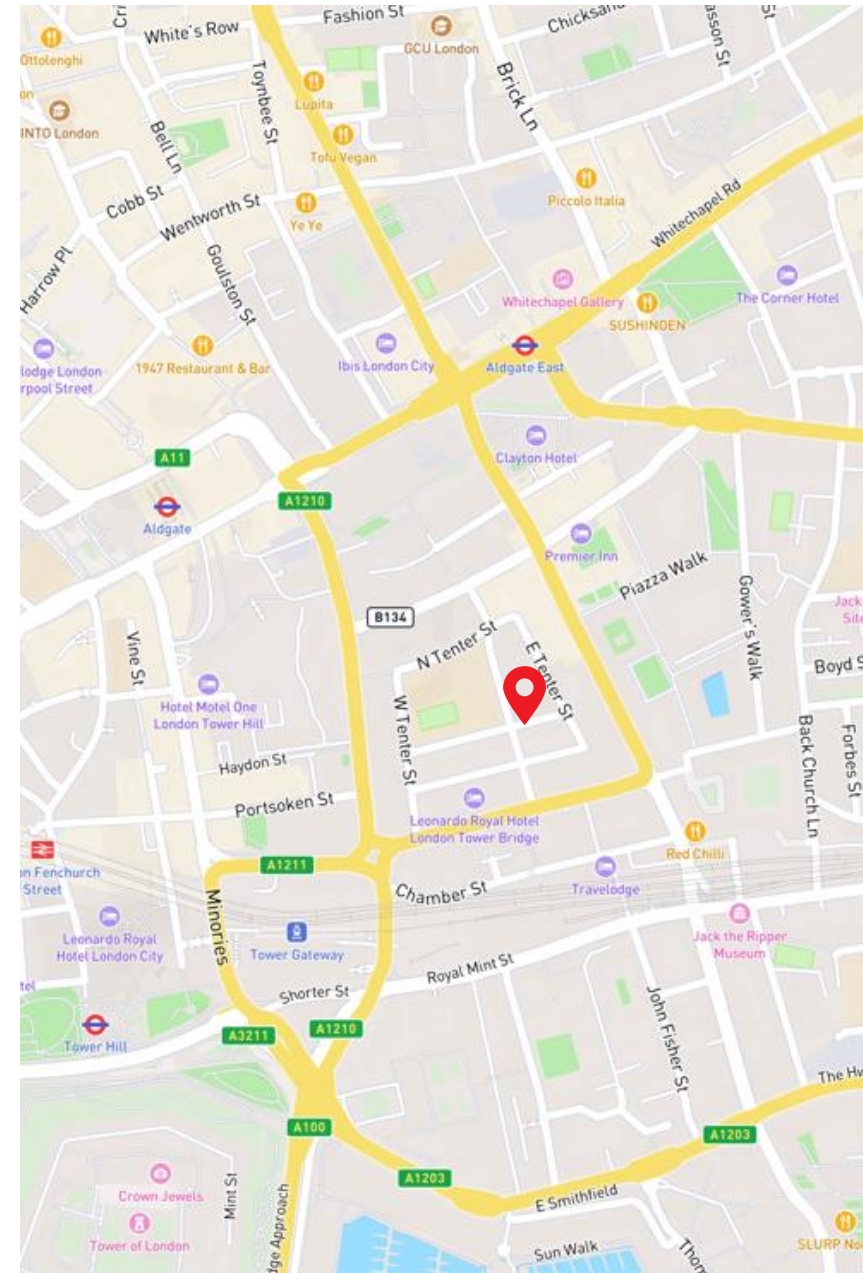 Fashion St
White's Row
GCU London
Ottolenghi
Toynbee St
Brick Ln
Lupita
INTO London
Bell Ln
Tofu Vegan
Cobb St
Wentworth St
Ye Ye
Piccolo Italia
Whitechapel Rd
Harrow Pl
Goulston St
Whitechapel Gallery
The Corner Hotel
SUSHINOEN
1947 Restaurant & Bar
Ibis London City
Aldgate East
A11
Clayton Hotel
A1210
Aldgate
Premier Inn
Piazza Walk
Gower's Walk
B134
Vine St
N Tenter St
E Tenter St
Boyd
Hotel Motel One
London Tower Hill
W Tenter St
Back Church Ln
Forbes St
Haydon St
Portsoken St
Leonardo Royal Hotel
London Tower Bridge
Red Chilli
Street
A1211
Chamber St
Travelodge
Minories
Leonardo Royal
Hotel London City
Tower Gateway
Jack the Ripper
Museum
Royal Mint St
Shorter St
John Fisher St
Tower Hill
A3211
A1210
The
A100
A1203
Crown Jewels
Mint St
A1203
E Smithfield
Tower of London
Approach
Sun Walk
SLURP